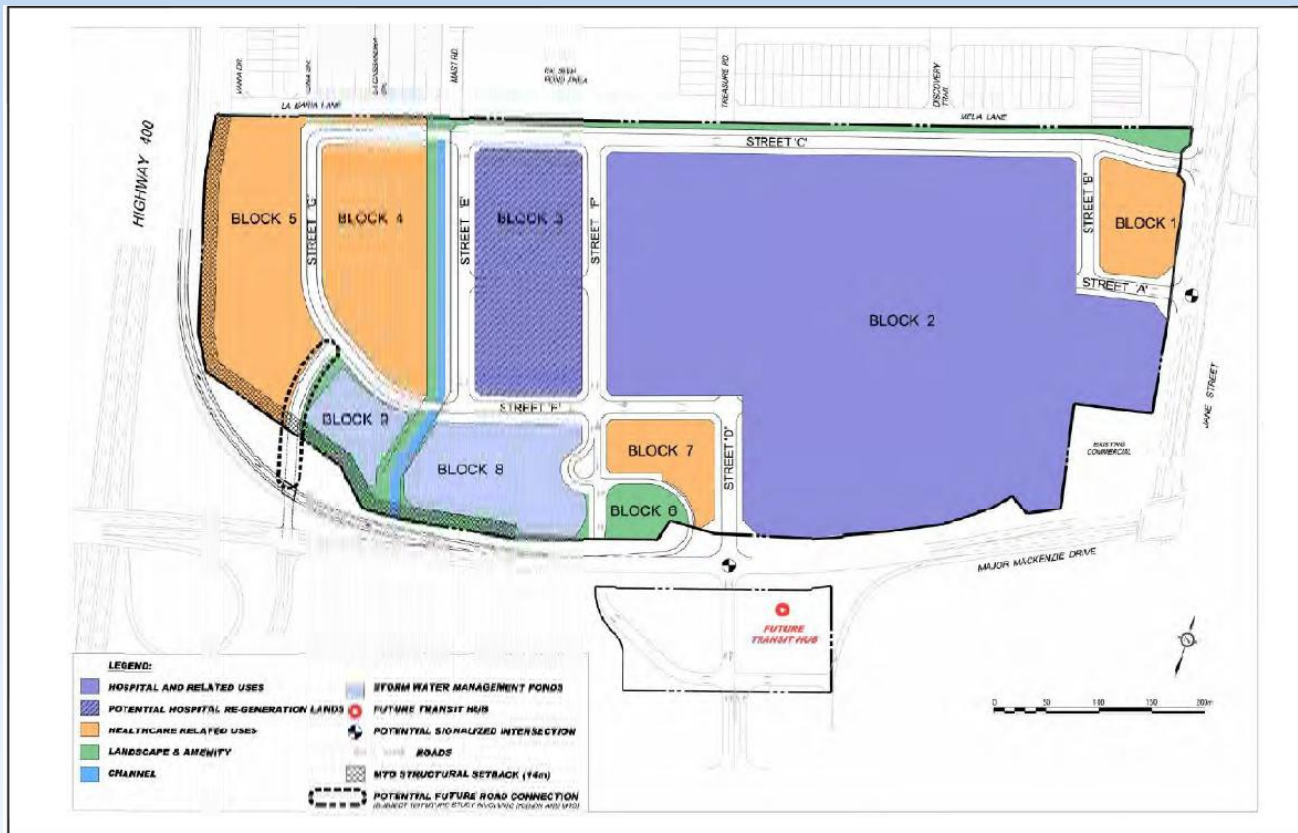 HIGHWAY 400
LA MARIA LANE
MAST RD.
POND AREA
TREASURE RD.
DISCOVERY
TRAIL
MELIA LANE
STREET 'C'
BLOCK 5
STREET 'G'
BLOCK 4
STREET 'E'
BLOCK 3
STREET 'F'
BLOCK 2
STREET 'B'
BLOCK 1
STREET 'A'
JANE STREET
BLOCK 9
BLOCK 8
BLOCK 7
STREET 'D'
BLOCK 6
EXISTING
COMMERCIAL
MAJOR MACKENZIE DRIVE
FUTURE
TRANSIT HUB
LEGEND:
HOSPITAL AND RELATED USES
POTENTIAL HOSPITAL RE-GENERATION LANDS
HEALTHCARE RELATED USES
LANDSCAPE & AMENITY
CHANNEL
STORM WATER MANAGEMENT PONDS
FUTURE TRANSIT HUB
POTENTIAL SIGNALIZED INTERSECTION
ROADS
MTO STRUCTURAL SETBACK (14m)
POTENTIAL FUTURE ROAD CONNECTION
0 50 100 150 200m